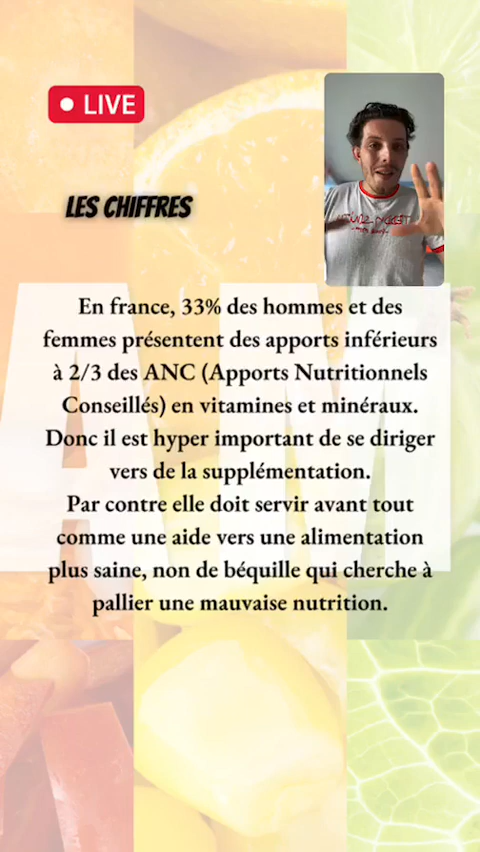 LIVE
LES CHIFFRES
En france, 33% des hommes et des
femmes présentent des apports inférieurs
à 2/3 des ANC (Apports Nutritionnels
Conseillés) en vitamines et minéraux.
Donc il est hyper important de se diriger
vers de la supplémentation.
Par contre elle doit servir avant tout
comme une aide vers une alimentation
plus saine, non de béquille qui cherche à
pallier une mauvaise nutrition.